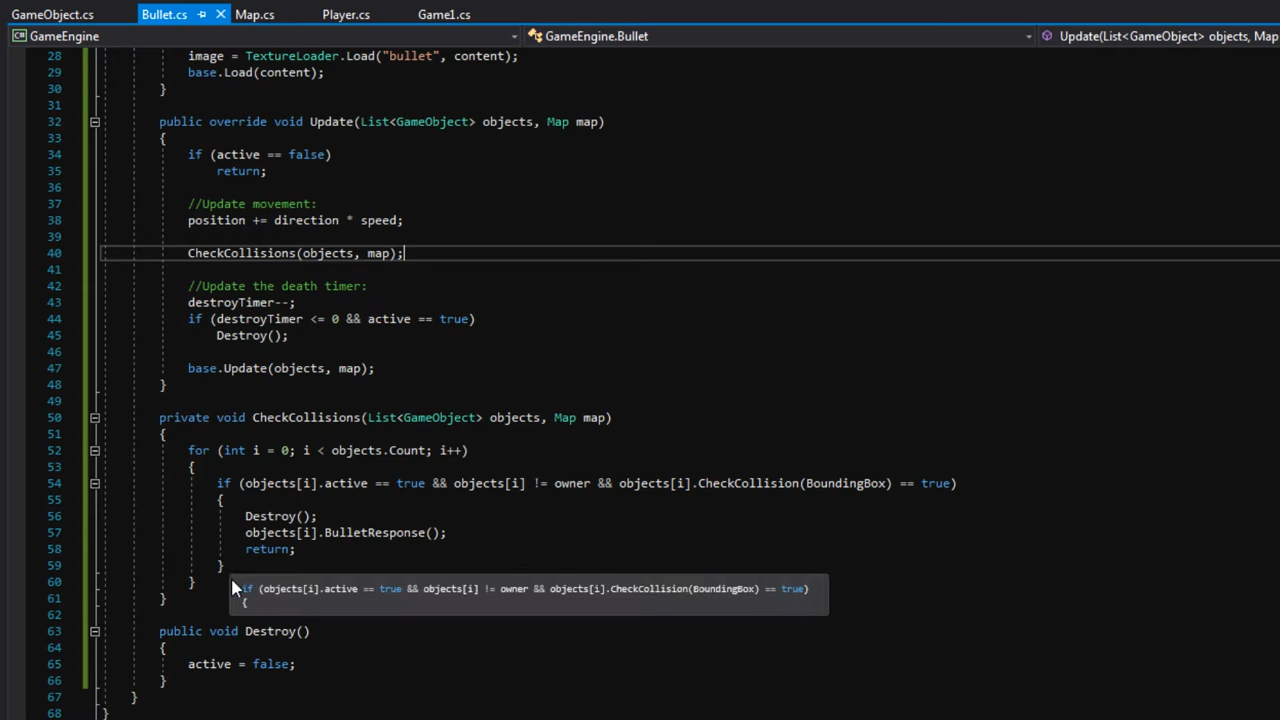 GameObject.cs Bullet.cs Map.cs Player.cs Game1.cs
GameEngine GameEngine.Bullet Update(List<GameObject> objects, Map
28 image = TextureLoader.Load("bullet", content);
29 base.Load(content);
30 }
31
32 public override void Update(List<GameObject> objects, Map map)
33 {
34 if (active == false)
35 return;
36
37 //Update movement:
38 position += direction * speed;
39
40 CheckCollisions(objects, map);
41
42 //Update the death timer:
43 destroyTimer--;
44 if (destroyTimer <= 0 && active == true)
45 Destroy();
46
47 base.Update(objects, map);
48 }
49
50 private void CheckCollisions(List<GameObject> objects, Map map)
51 {
52 for (int i = 0; i < objects.Count; i++)
53 {
54 if (objects[i].active == true && objects[i] != owner && objects[i].CheckCollision(BoundingBox) == true)
55 {
56 Destroy();
57 objects[i].BulletResponse();
58 return;
59 }
60 }
if (objects[i].active == true && objects[i] != owner && objects[i].CheckCollision(BoundingBox) == true)
{
61 }
62
63 public void Destroy()
64 {
65 active = false;
66 }
67 }
68 }